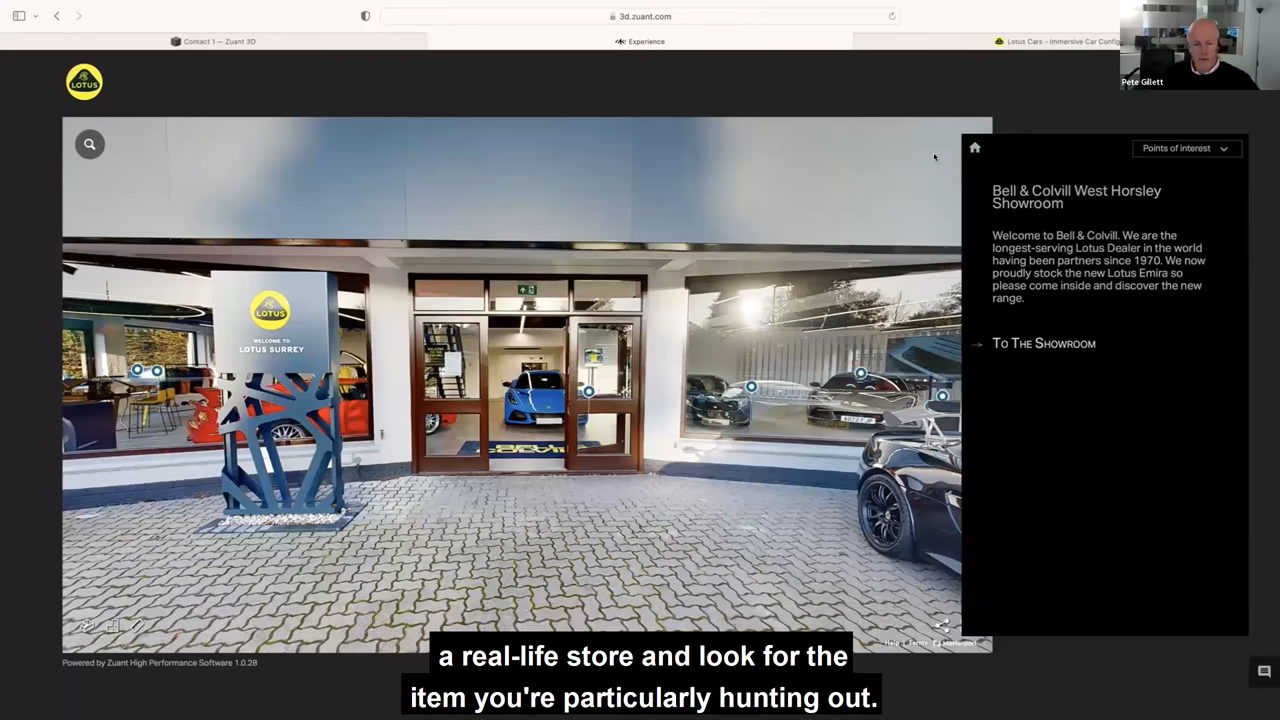 3d.zuant.com
Contact 1 — Zuant 3D
Experience
Lotus Cars - Immersive Car Config
Pete Gillett
LOTUS
Points of interest
Bell & Colvill West Horsley
Showroom
Welcome to Bell & Colvill. We are the
longest-serving Lotus Dealer in the world
having been partners since 1970. We now
proudly stock the new Lotus Emira so
please come inside and discover the new
range.
To The Showroom
LOTUS
WELCOME TO
LOTUS SURREY
Help
Terms
Matterport
Powered by Zuant High Performance Software 1.0.28
a real-life store and look for the
item you're particularly hunting out.